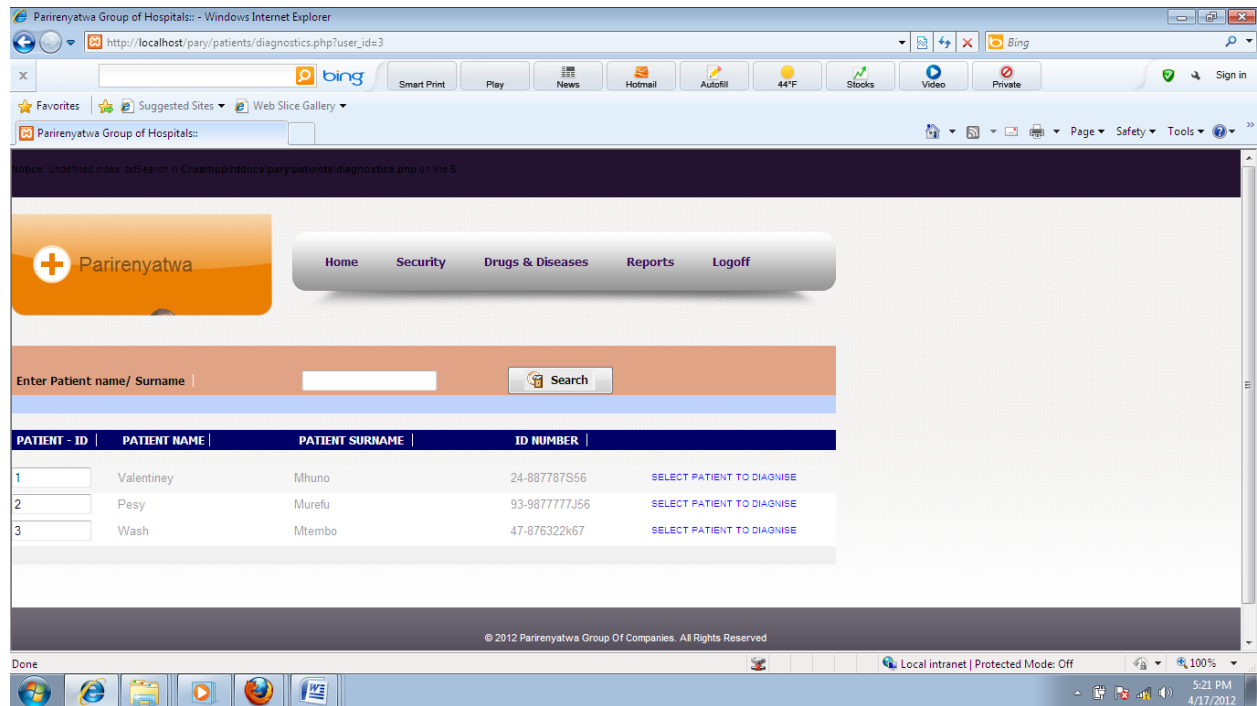 Parirenyatwa Group of Hospitals:: - Windows Internet Explorer
http://localhost/pary/patients/diagnostics.php?user_id=3
Bing
x
bing
Smart Print
Play
News
Hotmail
Autofill
44°F
Stocks
Video
Private
Sign in
Favorites
Suggested Sites
Web Slice Gallery
Parirenyatwa Group of Hospitals::
Page
Safety
Tools
»
Notice: Undefined index: txtSearch in C:\xampp\htdocs\pary\patients\diagnostics.php on line 5
Parirenyatwa
Home Security Drugs & Diseases Reports Logoff
Enter Patient name/ Surname
Search
PATIENT - ID PATIENT NAME PATIENT SURNAME ID NUMBER
1 Valentiney Mhuno 24-887787S56 SELECT PATIENT TO DIAGNISE
2 Pesy Murefu 93-9877777J56 SELECT PATIENT TO DIAGNISE
3 Wash Mtembo 47-876322k67 SELECT PATIENT TO DIAGNISE
© 2012 Parirenyatwa Group Of Companies. All Rights Reserved
Done
Local intranet | Protected Mode: Off
100%
5:21 PM
4/17/2012